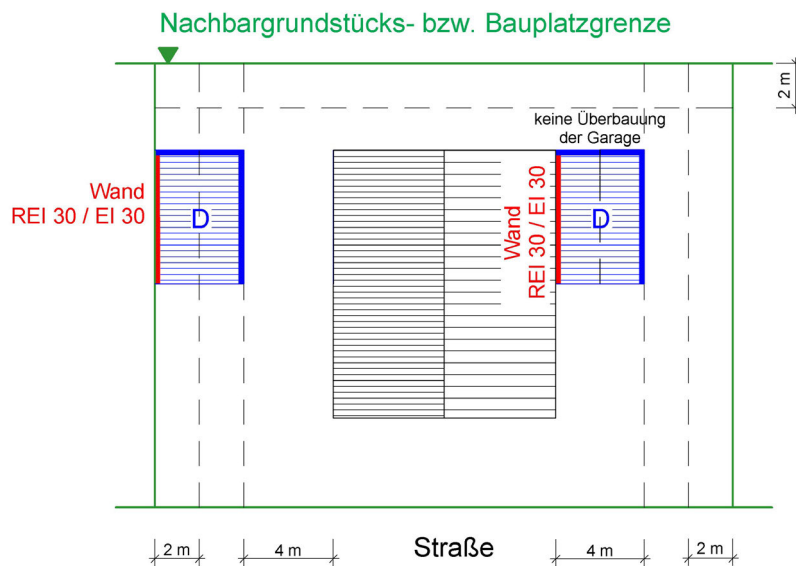 Nachbargrundstücks- bzw. Bauplatzgrenze
2 m
keine Überbauung
der Garage
Wand
REI 30 / EI 30
D
Wand
REI 30 / EI 30
D
2 m
4 m
Straße
4 m
2 m